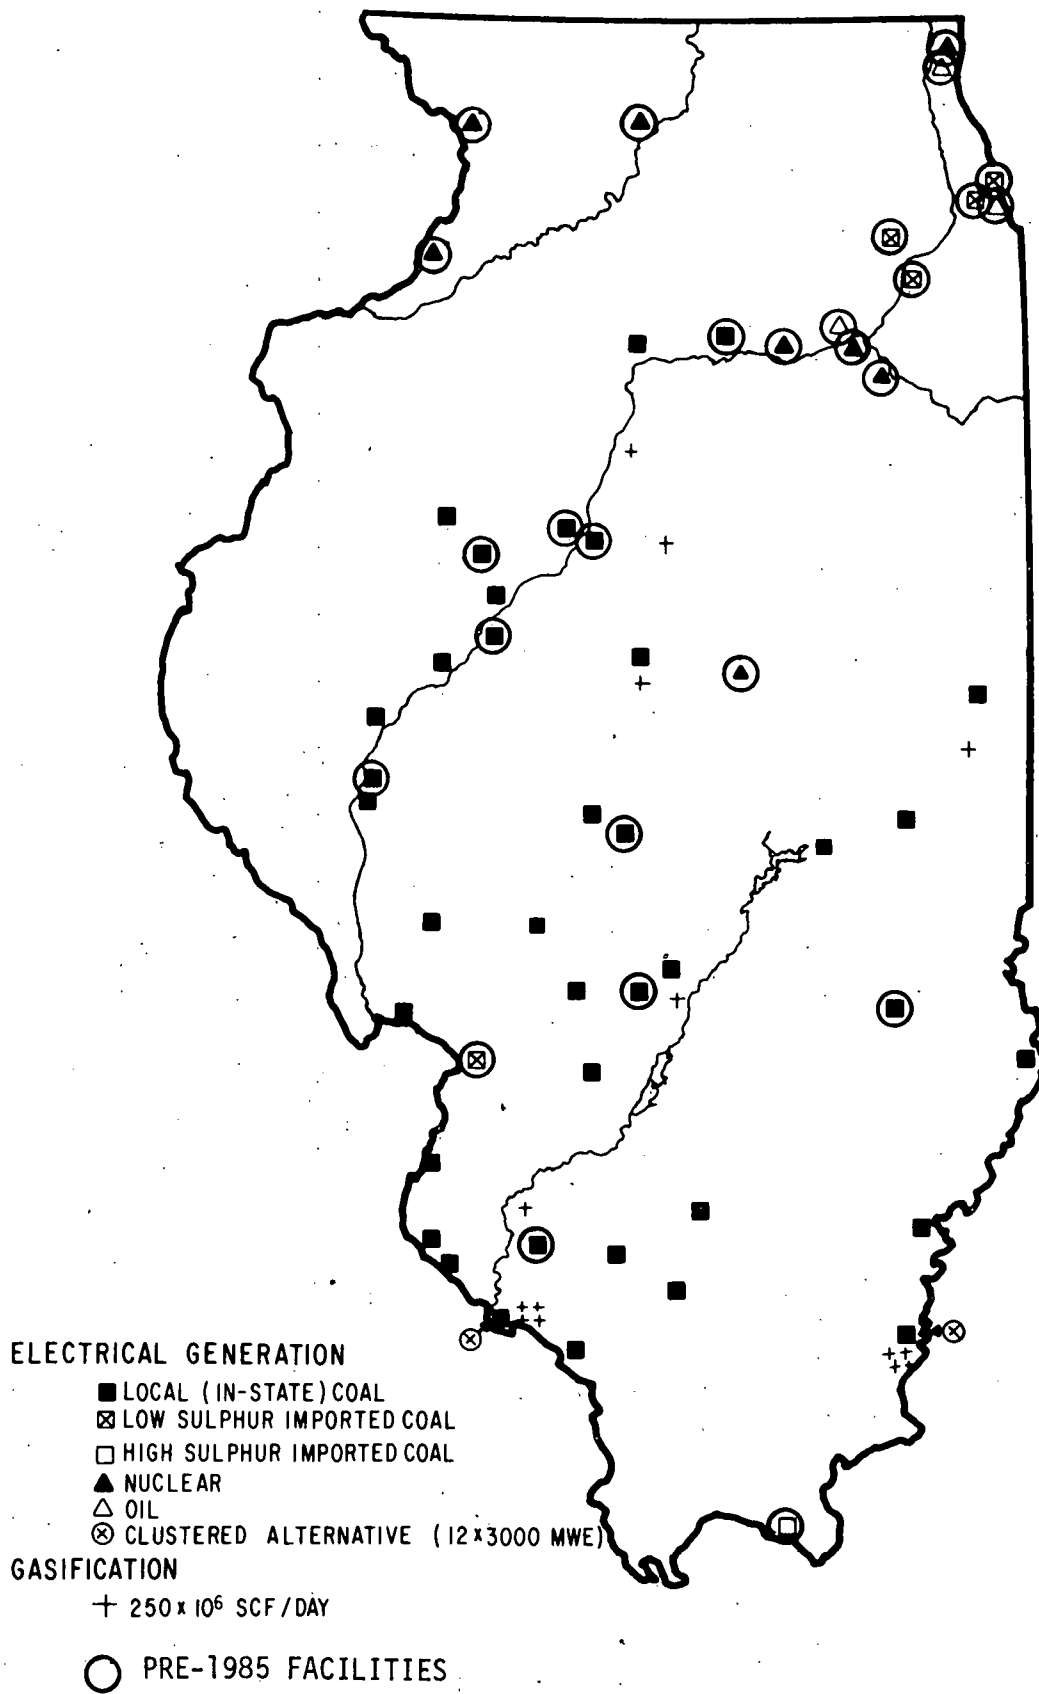 ELECTRICAL GENERATION
LOCAL (IN-STATE) COAL
LOW SULPHUR IMPORTED COAL
HIGH SULPHUR IMPORTED COAL
NUCLEAR
OIL
CLUSTERED ALTERNATIVE (12 x 3000 MWE)
GASIFICATION
250 x 10⁶ SCF/DAY
PRE-1985 FACILITIES